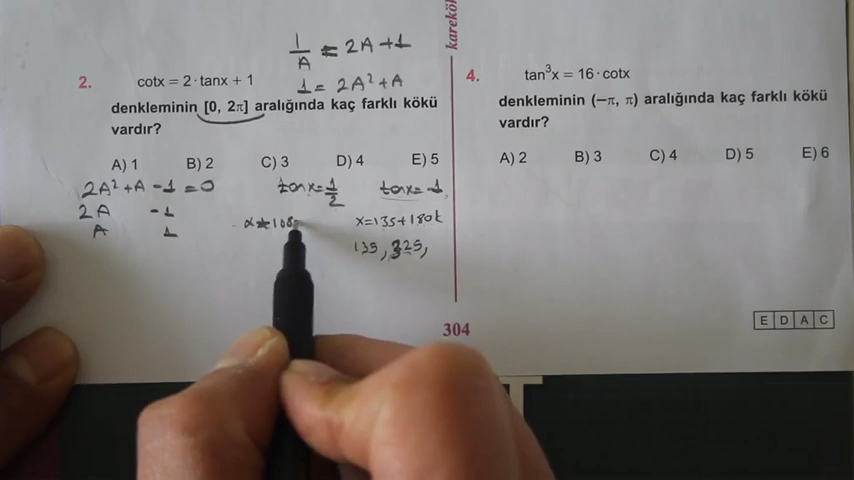 2. cotx = 2 · tanx + 1
denkleminin [0, 2π] aralığında kaç farklı kökü
vardır?
A) 1 B) 2 C) 3 D) 4 E) 5
1/A = 2A + 1
1 = 2A² + A
2A² + A - 1 = 0
2A -1
A 1
tanx = 1/2
tanx = -1
x = 135 + 180k
135, 325,
karekök
4. tan³x = 16 · cotx
denkleminin (−π, π) aralığında kaç farklı kökü
vardır?
A) 2 B) 3 C) 4 D) 5 E) 6
304
E D A C